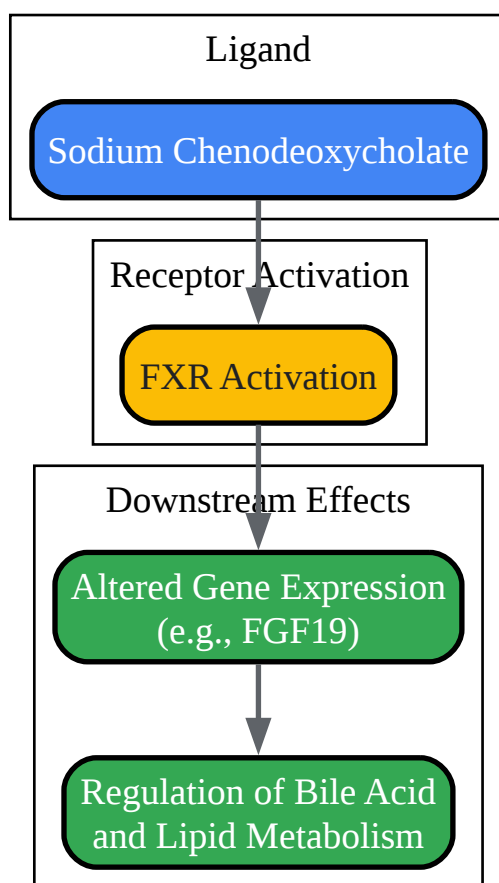 Ligand
Sodium Chenodeoxycholate
Receptor Activation
FXR Activation
Downstream Effects
Altered Gene Expression
(e.g., FGF19)
Regulation of Bile Acid
and Lipid Metabolism